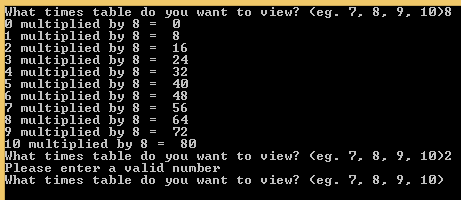 What times table do you want to view? (eg. 7, 8, 9, 10)8
0 multiplied by 8 =  0
1 multiplied by 8 =  8
2 multiplied by 8 =  16
3 multiplied by 8 =  24
4 multiplied by 8 =  32
5 multiplied by 8 =  40
6 multiplied by 8 =  48
7 multiplied by 8 =  56
8 multiplied by 8 =  64
9 multiplied by 8 =  72
10 multiplied by 8 =  80
What times table do you want to view? (eg. 7, 8, 9, 10)2
Please enter a valid number
What times table do you want to view? (eg. 7, 8, 9, 10)